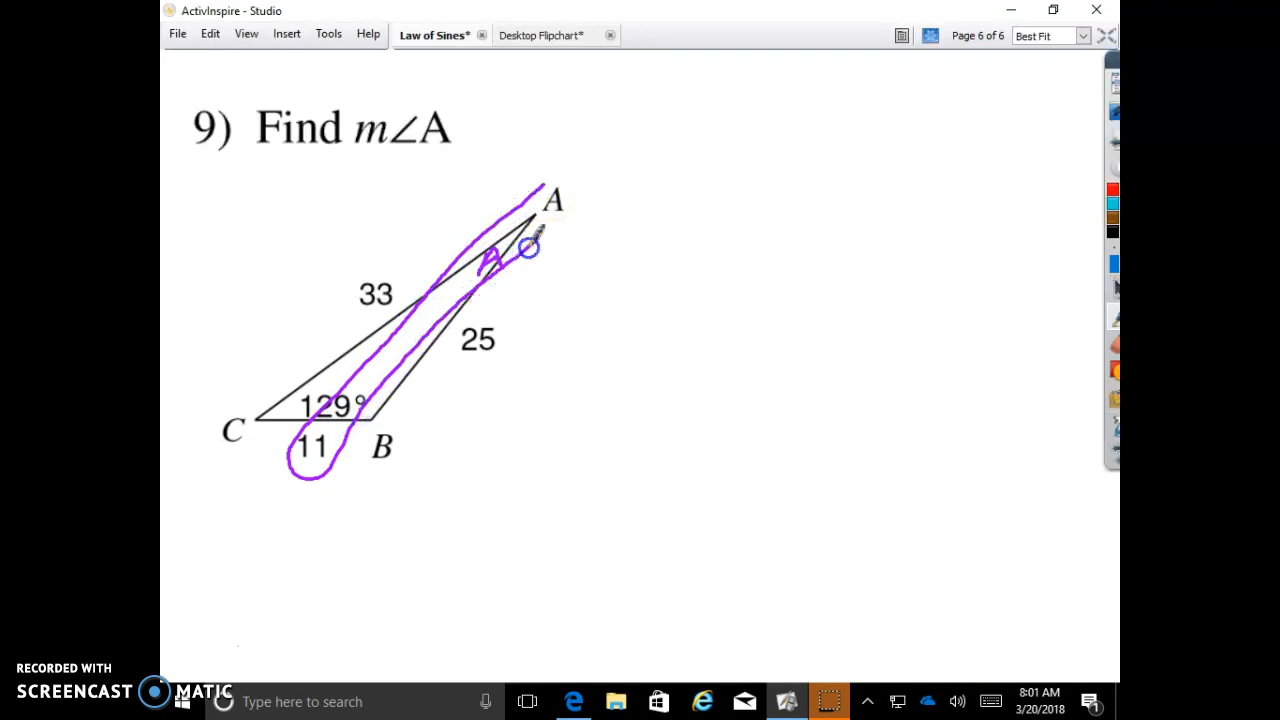 ActivInspire - Studio
File Edit View Insert Tools Help Law of Sines* Desktop Flipchart* Page 6 of 6 Best Fit
9) Find m∠A
A
A
33
25
129°
C
11
B
RECORDED WITH
SCREENCAST MATIC
Type here to search
8:01 AM
3/20/2018
1